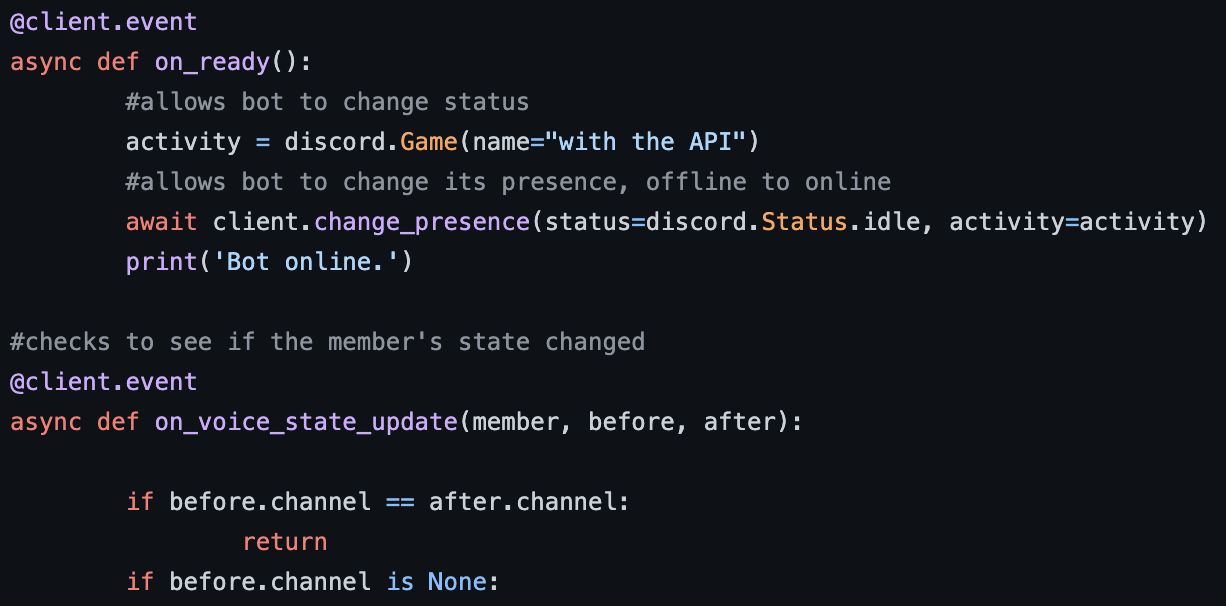 @client.event
async def on_ready():
        #allows bot to change status
        activity = discord.Game(name="with the API")
        #allows bot to change its presence, offline to online
        await client.change_presence(status=discord.Status.idle, activity=activity)
        print('Bot online.')

#checks to see if the member's state changed
@client.event
async def on_voice_state_update(member, before, after):

        if before.channel == after.channel:
                return
        if before.channel is None: